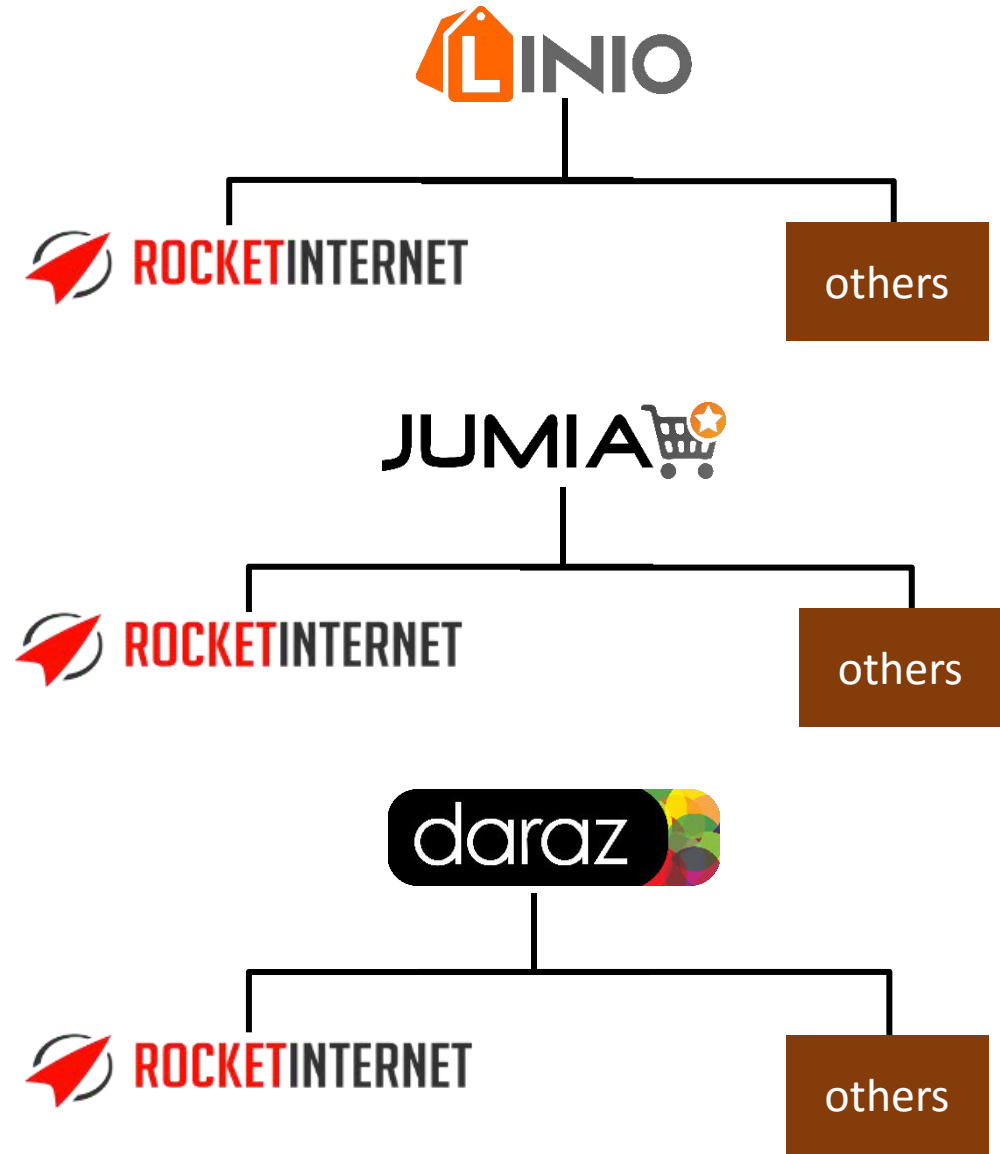 LINIO
ROCKETINTERNET
others
JUMIA
ROCKETINTERNET
others
daraz
ROCKETINTERNET
others